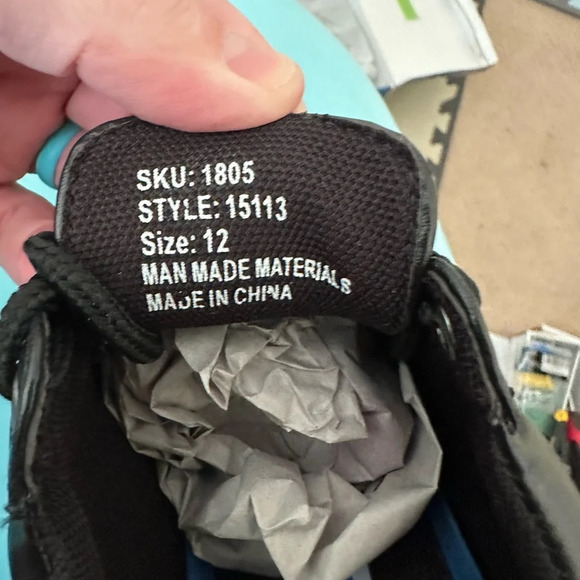 SKU: 1805
STYLE: 15113
Size: 12
MAN MADE MATERIALS
MADE IN CHINA